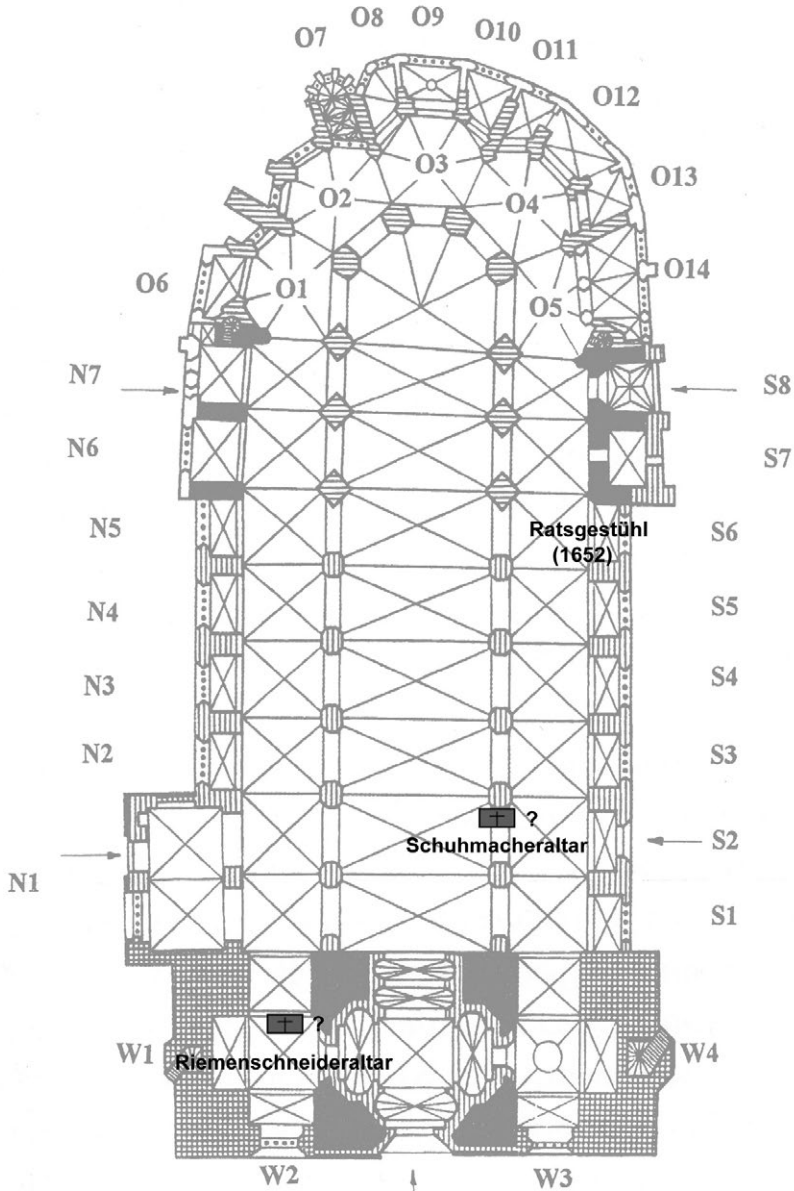 O8
O9
O10
O7
O11
O12
O13
O3
O2
O4
O14
O6
O1
O5
N7
S8
N6
S7
N5
Ratsgestühl
(1652)
S6
N4
S5
N3
S4
N2
S3
?
Schuhmacheraltar
S2
N1
S1
?
W1
Riemenschneideraltar
W4
W2
W3